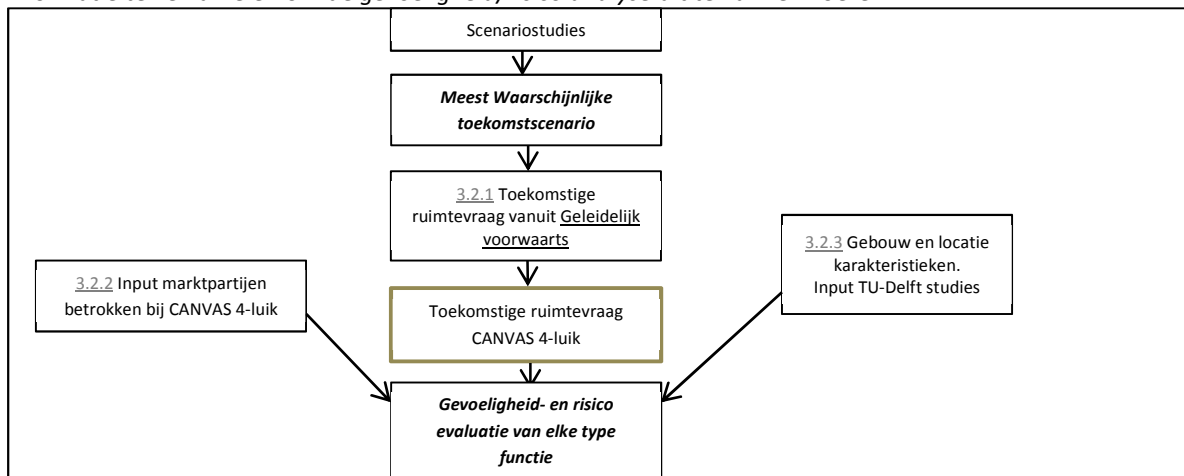 Scenariostudies
Meest Waarschijnlijke
toekomstscenario
3.2.1 Toekomstige
ruimtevraag vanuit Geleidelijk
voorwaarts
3.2.3 Gebouw en locatie
karakteristieken.
Input TU-Delft studies
3.2.2 Input marktpartijen
betrokken bij CANVAS 4-luik
Toekomstige ruimtevraag
CANVAS 4-luik
Gevoeligheid- en risico
evaluatie van elke type
functie